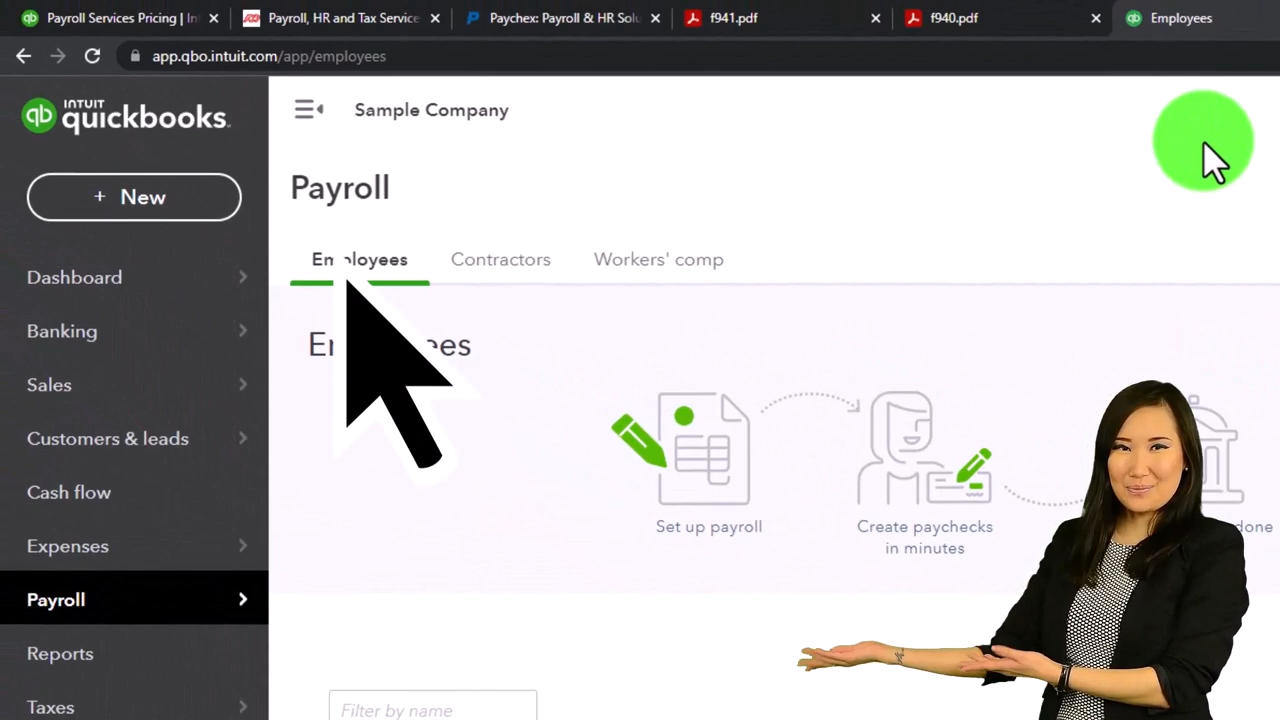 Payroll Services Pricing | In
Payroll, HR and Tax Service
Paychex: Payroll & HR Solu
f941.pdf
f940.pdf
Employees
app.qbo.intuit.com/app/employees
INTUIT
quickbooks
+ New
Dashboard
Banking
Sales
Customers & leads
Cash flow
Expenses
Payroll
Reports
Taxes
Sample Company
Payroll
Employees
Contractors
Workers' comp
Set up payroll
Create paychecks
in minutes
done
Filter by name